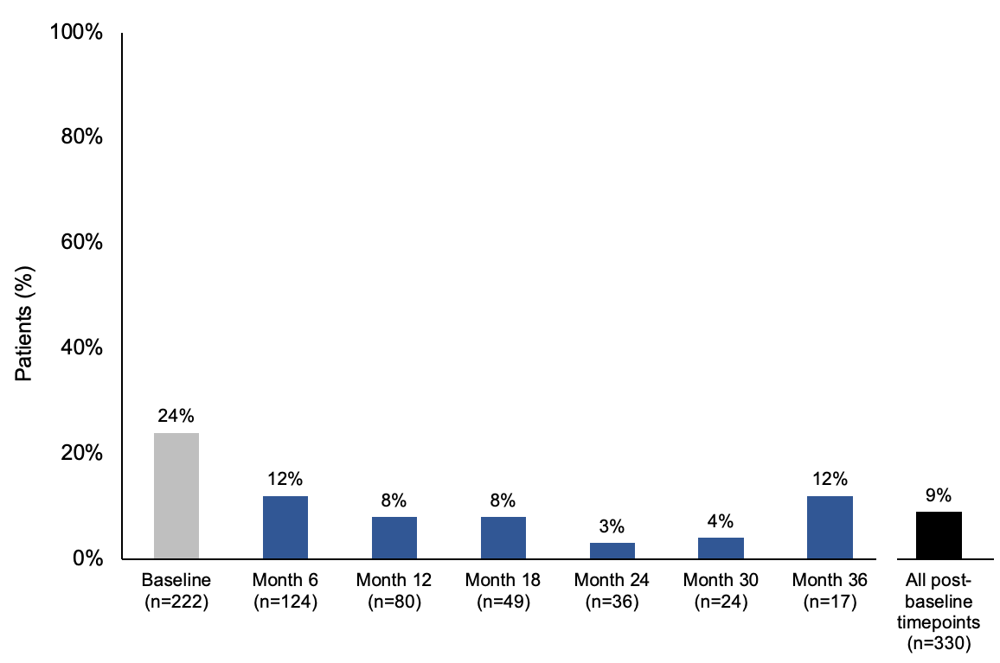 100%
80%
60%
40%
20%
0%
Patients (%)
24%
12%
8%
8%
3%
4%
12%
9%
Baseline
(n=222)
Month 6
(n=124)
Month 12
(n=80)
Month 18
(n=49)
Month 24
(n=36)
Month 30
(n=24)
Month 36
(n=17)
All post-
baseline
timepoints
(n=330)